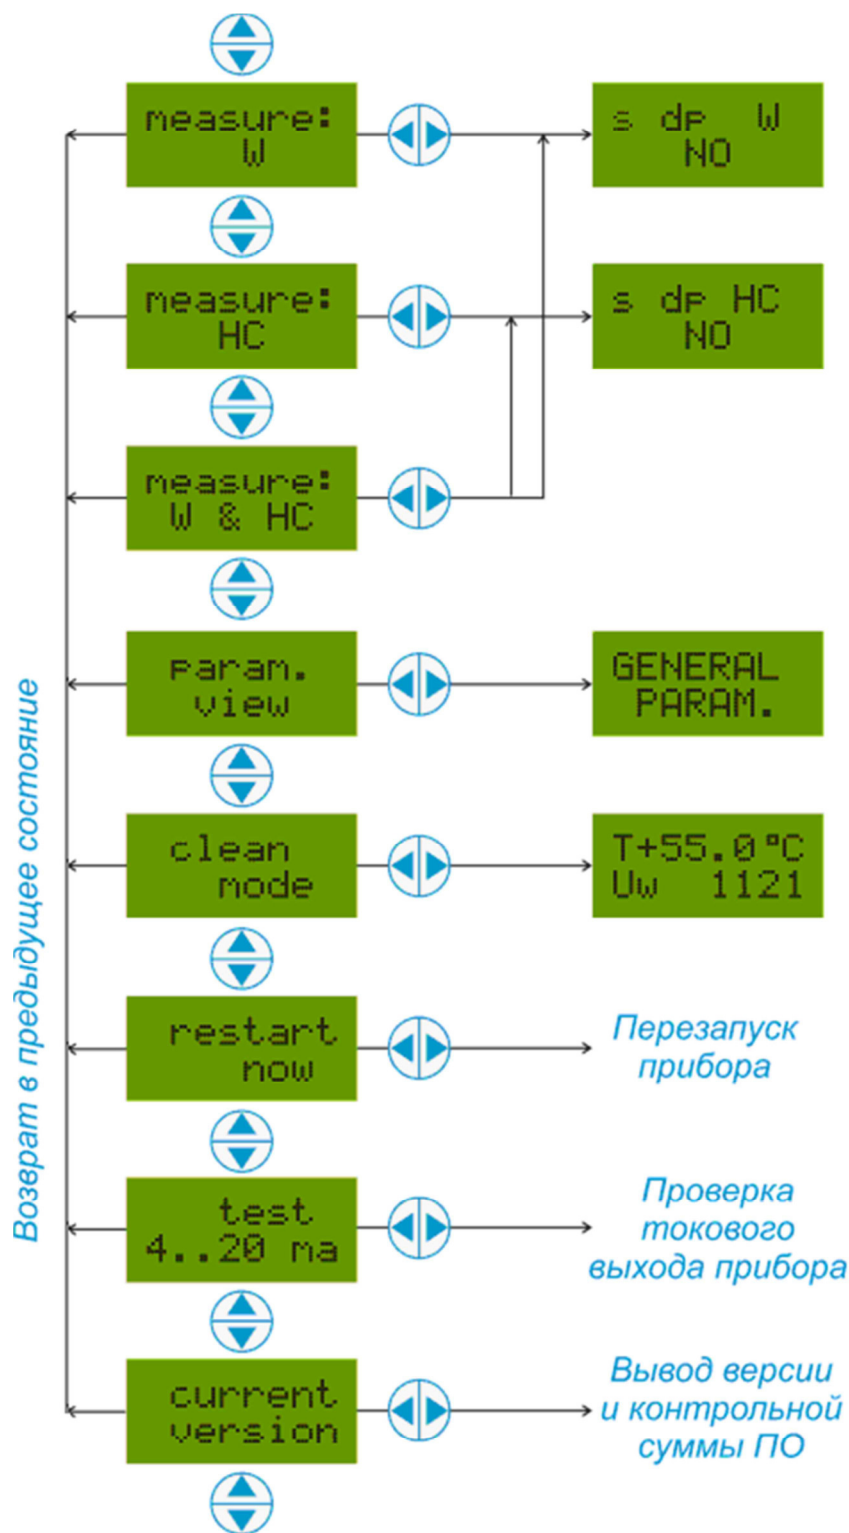 measure:
W
s dp W
NO
measure:
HC
s dp HC
NO
measure:
W & HC
param.
view
GENERAL
PARAM.
clean
mode
T+55.0°C
Uw 1121
restart
now
Перезапуск
прибора
test
4..20 ma
Проверка
токового
выхода прибора
current
version
Вывод версии
и контрольной
суммы ПО
Возврат в предыдущее состояние